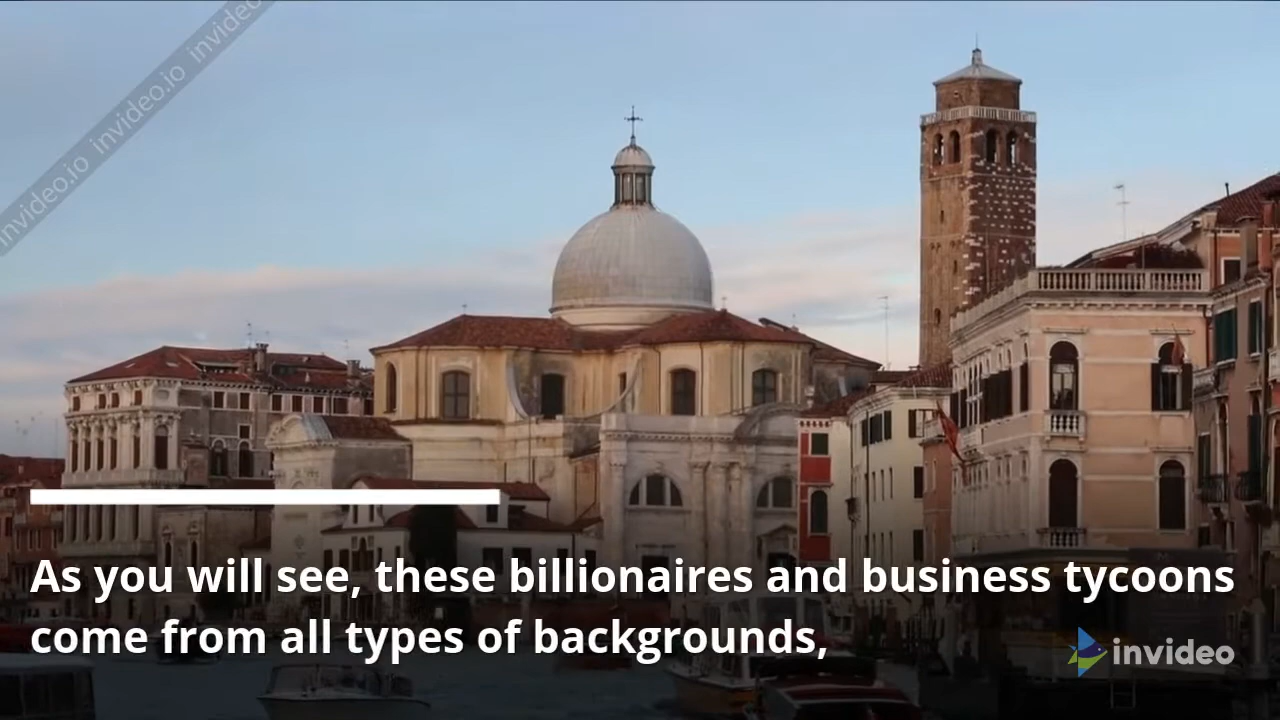 invideo.io invideo.io invideo
As you will see, these billionaires and business tycoons
come from all types of backgrounds,
invideo